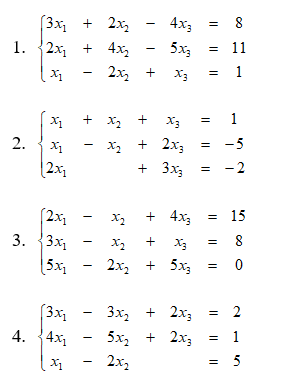 3x₁ + 2x₂ − 4x₃ = 8
1. 2x₁ + 4x₂ − 5x₃ = 11
x₁ − 2x₂ + x₃ = 1
x₁ + x₂ + x₃ = 1
2. x₁ − x₂ + 2x₃ = −5
2x₁ + 3x₃ = −2
2x₁ − x₂ + 4x₃ = 15
3. 3x₁ − x₂ + x₃ = 8
5x₁ − 2x₂ + 5x₃ = 0
3x₁ − 3x₂ + 2x₃ = 2
4. 4x₁ − 5x₂ + 2x₃ = 1
x₁ − 2x₂ = 5